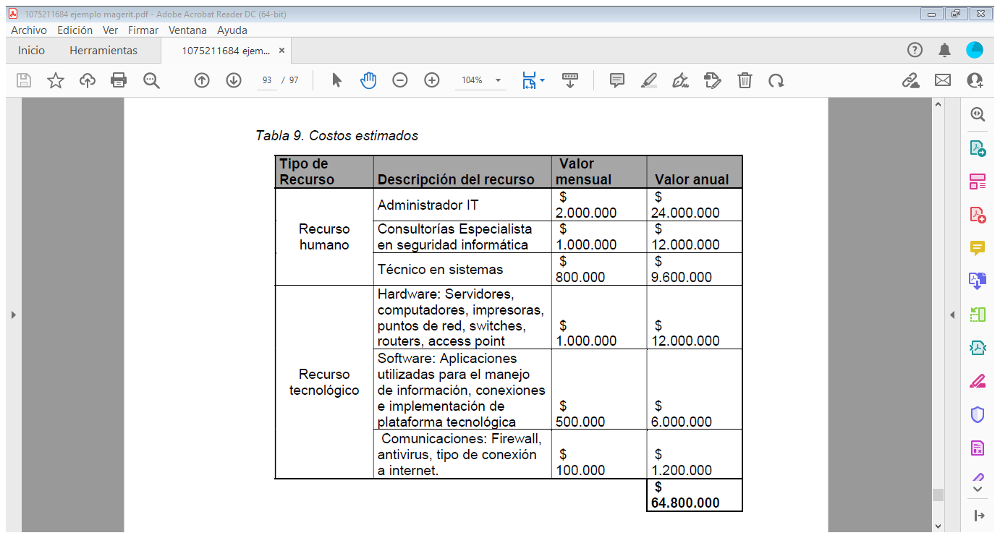 1075211684 ejemplo magerit.pdf - Adobe Acrobat Reader DC (64-bit)
Archivo Edición Ver Firmar Ventana Ayuda
Inicio Herramientas 1075211684 ejem... ×
93 / 97 104%
Tabla 9. Costos estimados
Tipo de
Recurso
Descripción del recurso
Valor
mensual
Valor anual
Recurso
humano
Administrador IT
$
2.000.000
$
24.000.000
Consultorías Especialista
en seguridad informática
$
1.000.000
$
12.000.000
Técnico en sistemas
$
800.000
$
9.600.000
Recurso
tecnológico
Hardware: Servidores,
computadores, impresoras,
puntos de red, switches,
routers, access point
$
1.000.000
$
12.000.000
Software: Aplicaciones
utilizadas para el manejo
de información, conexiones
e implementación de
plataforma tecnológica
$
500.000
$
6.000.000
Comunicaciones: Firewall,
antivirus, tipo de conexión
a internet.
$
100.000
$
1.200.000
$
64.800.000